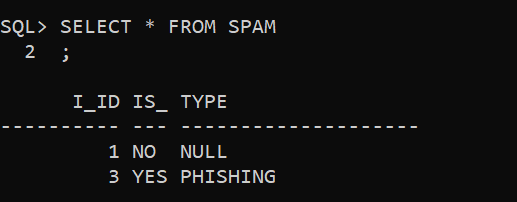 SQL> SELECT * FROM SPAM
  2  ;
      I_ID IS_ TYPE
---------- --- --------------------
         1 NO  NULL
         3 YES PHISHING